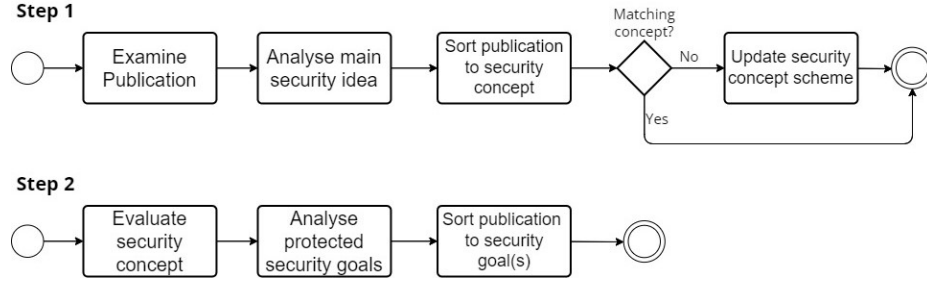 Step 1
Examine
Publication
Analyse main
security idea
Sort publication
to security
concept
Matching
concept?
No
Yes
Update security
concept scheme
Step 2
Evaluate
security
concept
Analyse
protected
security goals
Sort publication
to security
goal(s)